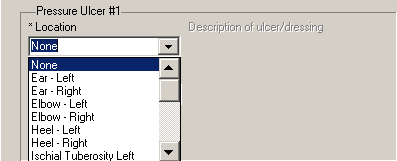 Pressure Ulcer #1
* Location Description of ulcer/dressing
None
None
Ear - Left
Ear - Right
Elbow - Left
Elbow - Right
Heel - Left
Heel - Right
Ischial Tuberosity Left